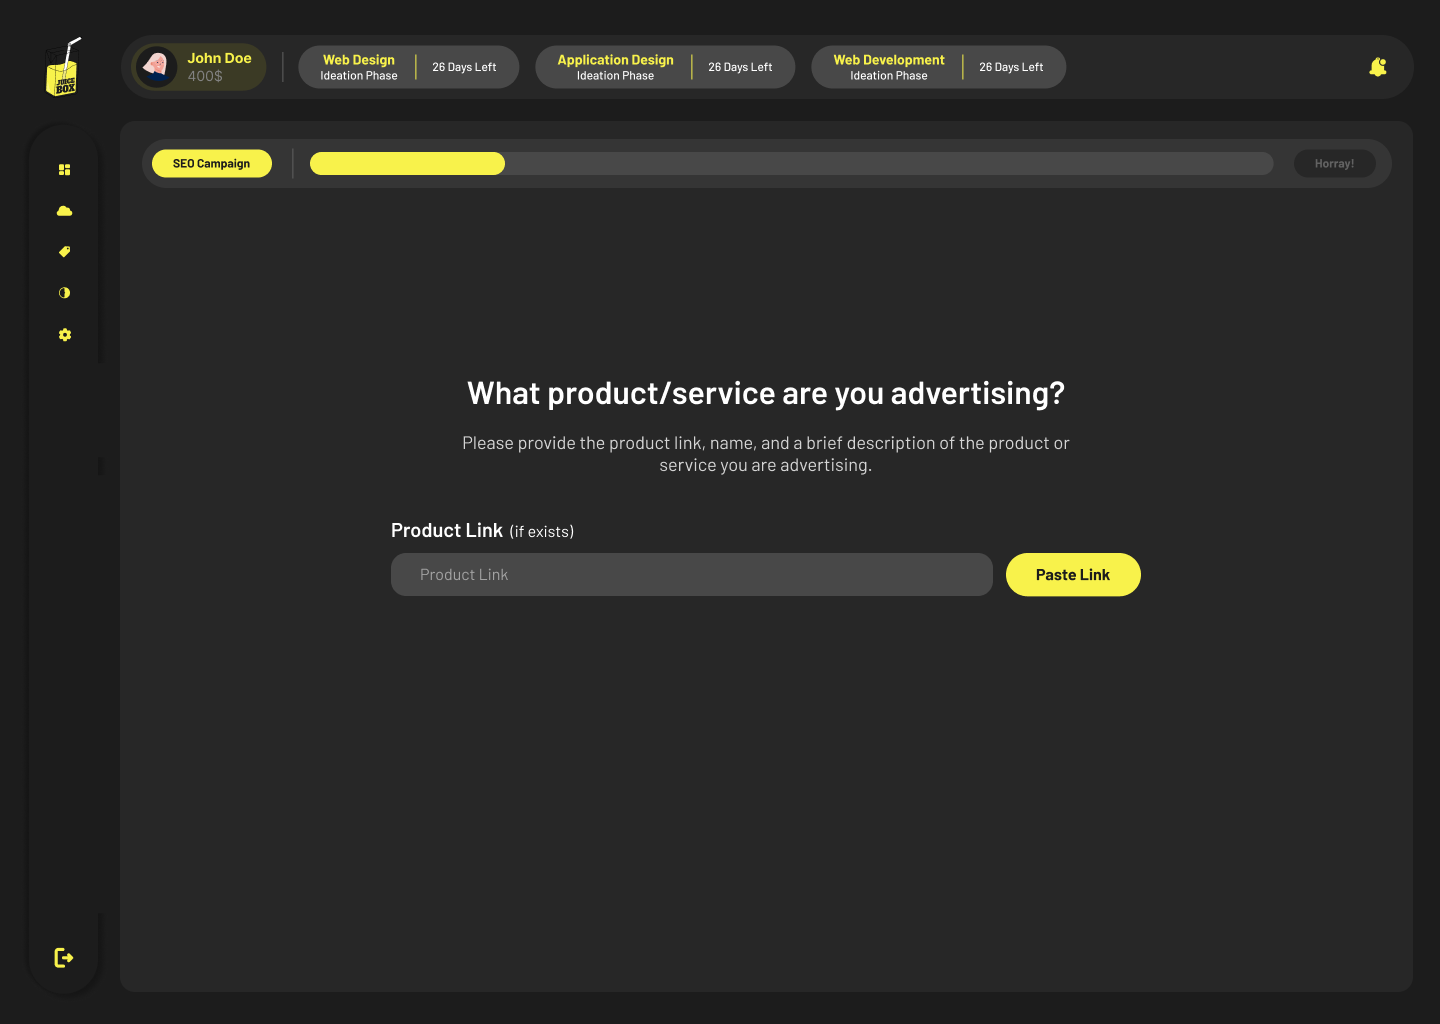 JUICE
BOX
John Doe
400$
Web Design
Ideation Phase
26 Days Left
Application Design
Ideation Phase
26 Days Left
Web Development
Ideation Phase
26 Days Left
SEO Campaign
Horray!
What product/service are you advertising?
Please provide the product link, name, and a brief description of the product or
service you are advertising.
Product Link (if exists)
Product Link
Paste Link